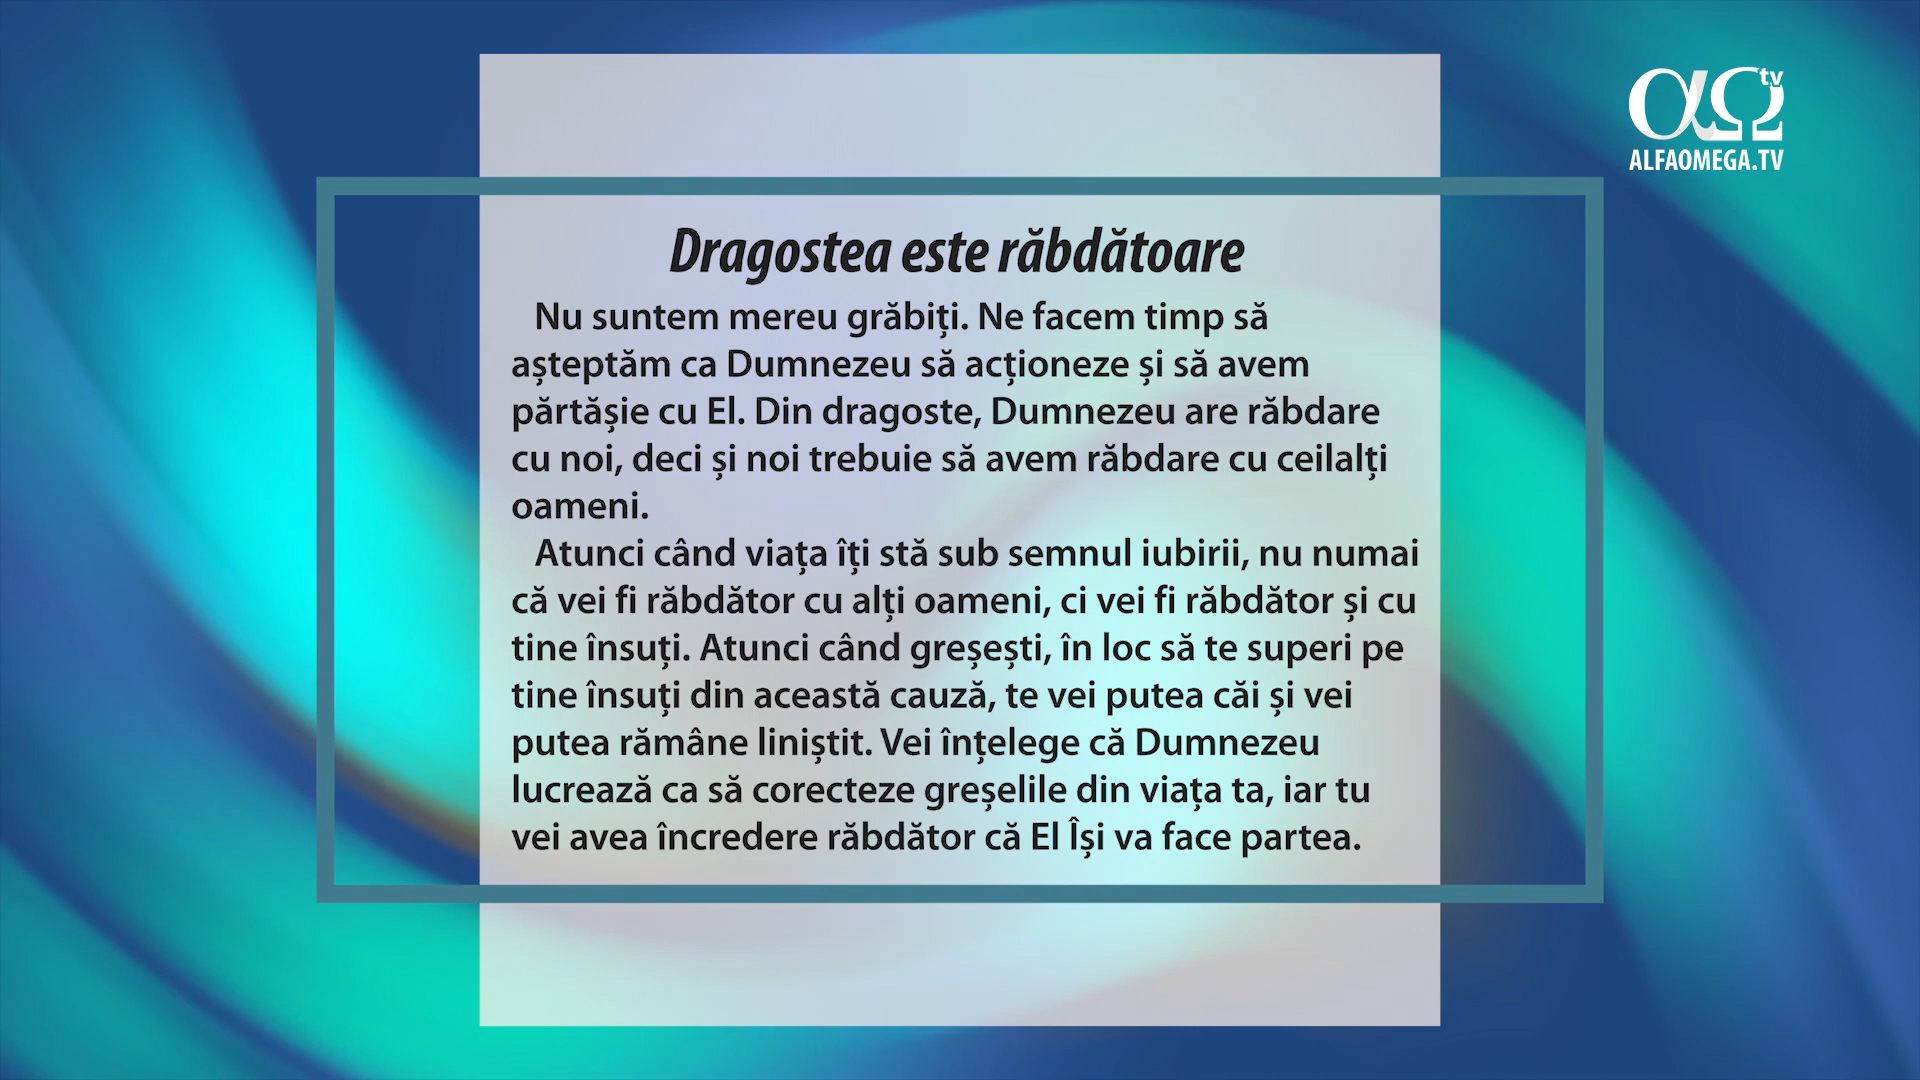 αΩ tv
ALFAOMEGA.TV
Dragostea este răbdătoare
Nu suntem mereu grăbiți. Ne facem timp să
așteptăm ca Dumnezeu să acționeze și să avem
părtășie cu El. Din dragoste, Dumnezeu are răbdare
cu noi, deci și noi trebuie să avem răbdare cu ceilalți
oameni.
Atunci când viața îți stă sub semnul iubirii, nu numai
că vei fi răbdător cu alți oameni, ci vei fi răbdător și cu
tine însuți. Atunci când greșești, în loc să te superi pe
tine însuți din această cauză, te vei putea căi și vei
putea rămâne liniștit. Vei înțelege că Dumnezeu
lucrează ca să corecteze greșelile din viața ta, iar tu
vei avea încredere răbdător că El Își va face partea.